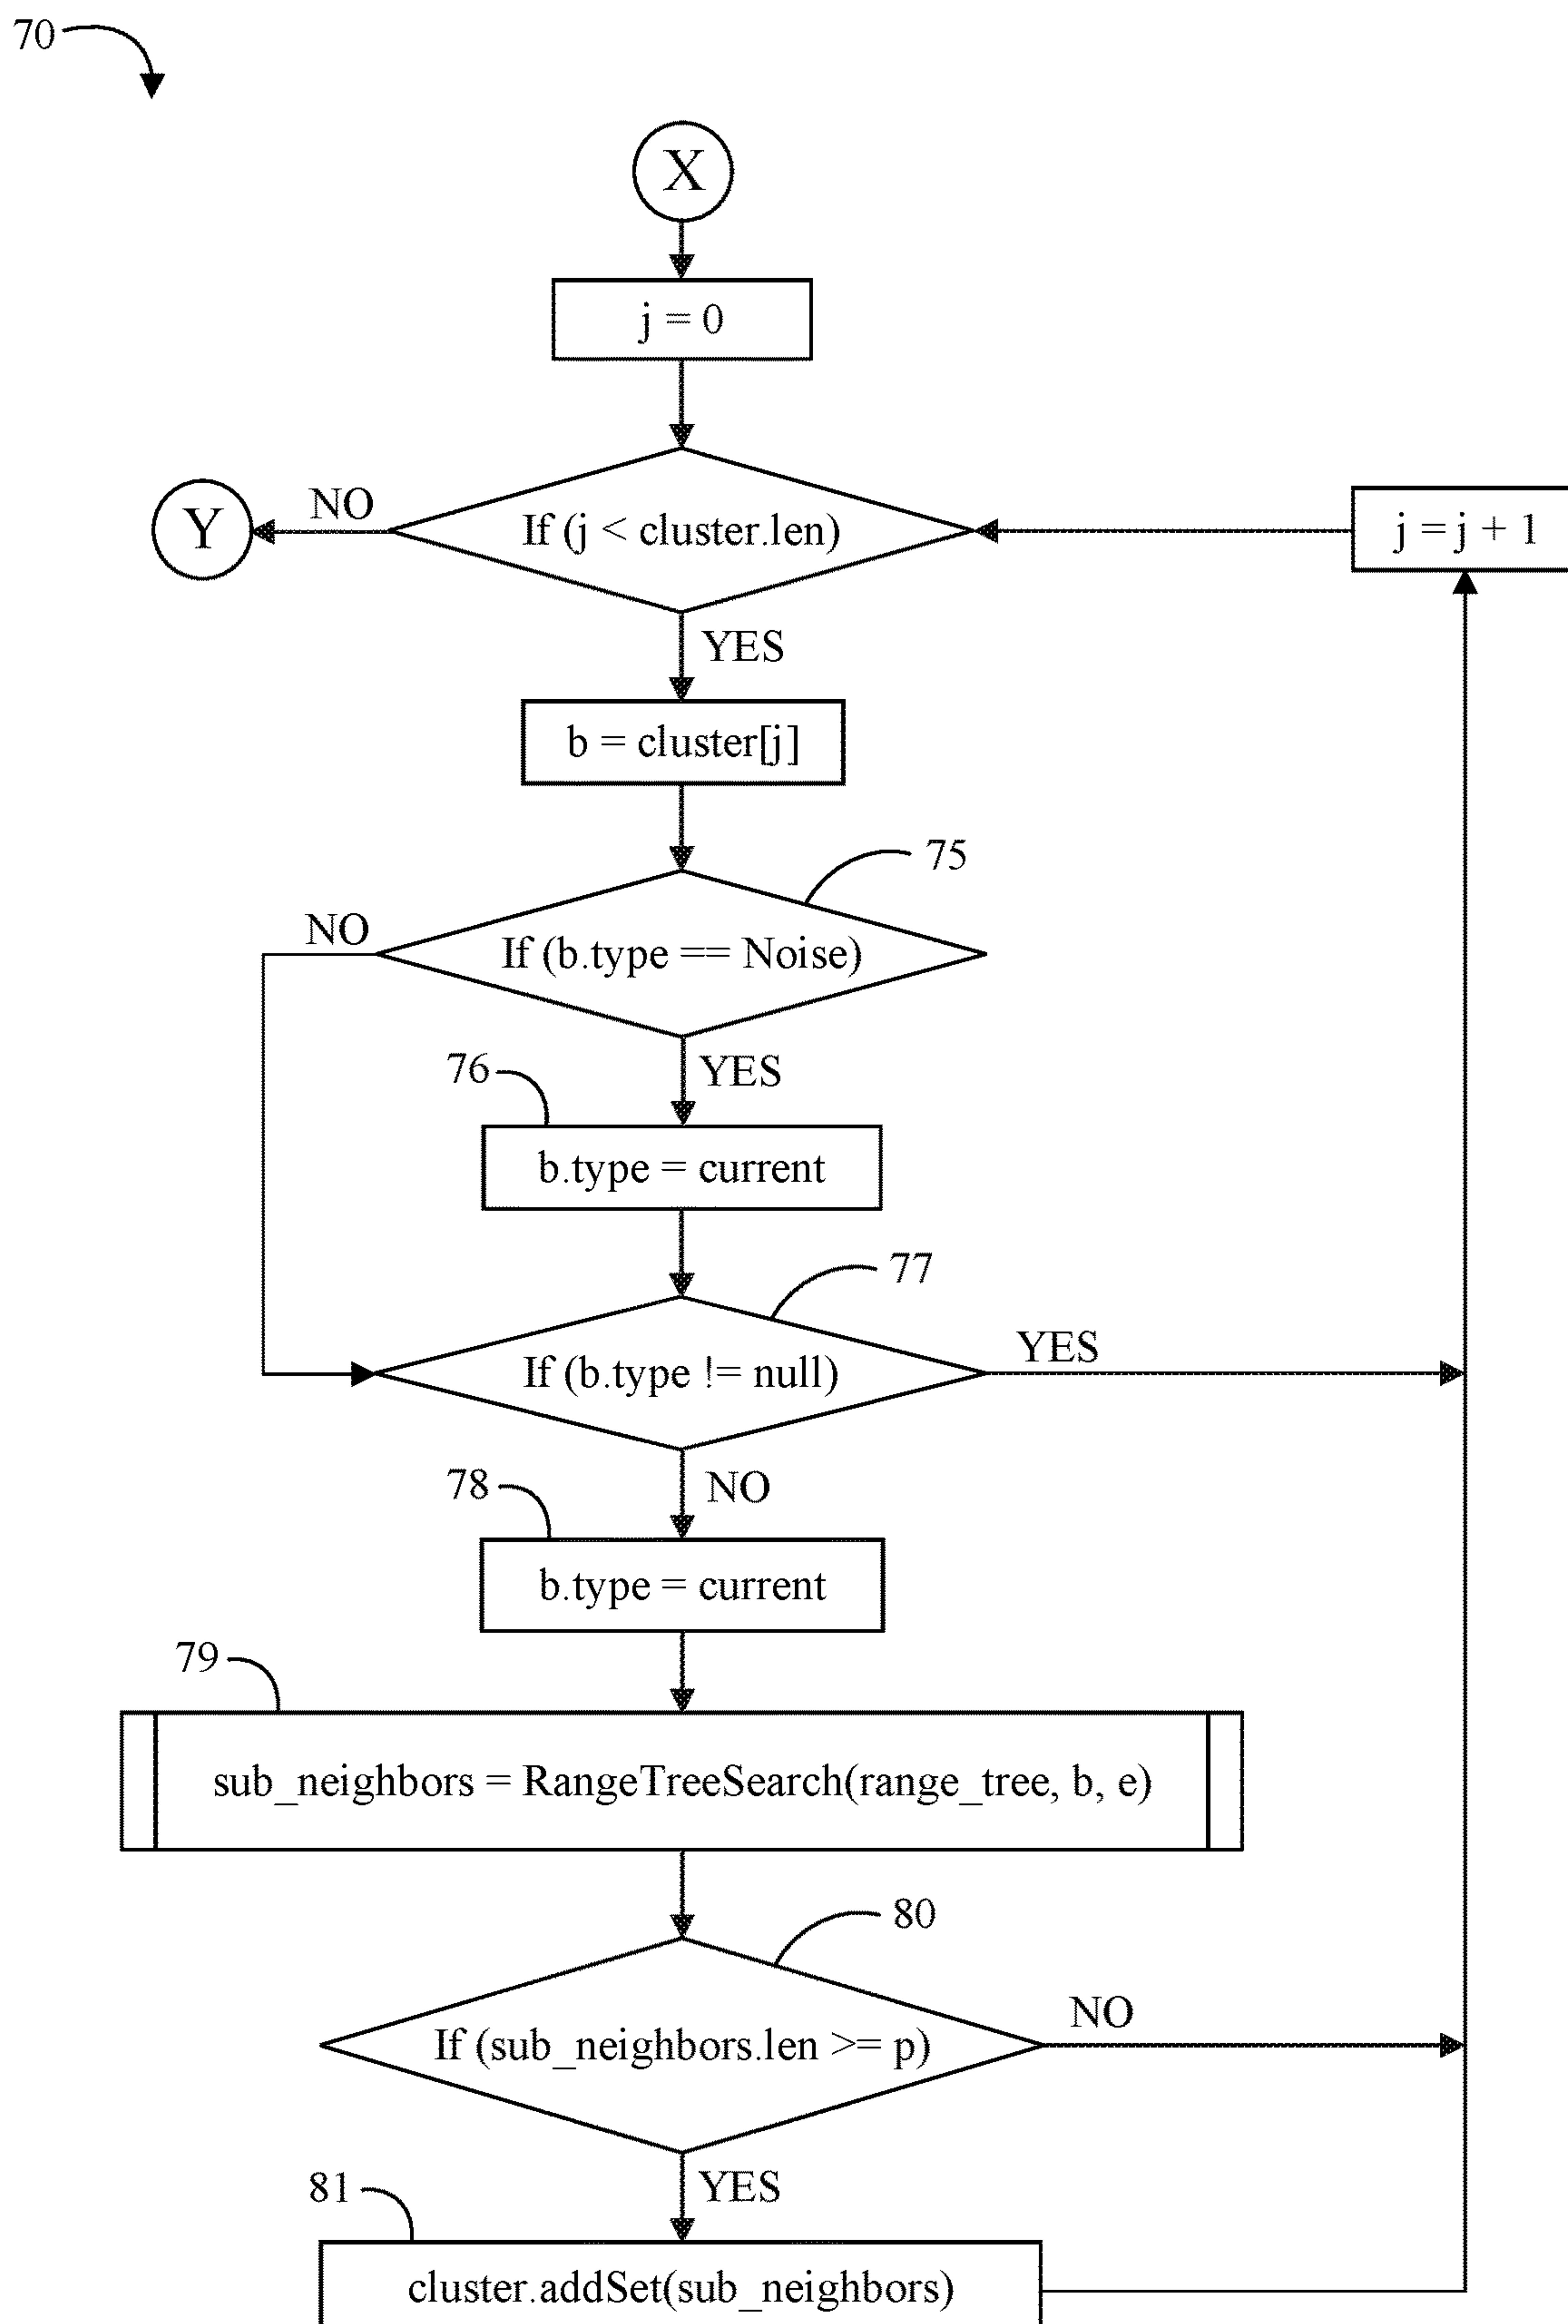 70
X
j = 0
If (j < cluster.len)
NO
Y
j = j + 1
YES
b = cluster[j]
75
If (b.type == Noise)
NO
YES
76
b.type = current
77
If (b.type != null)
YES
NO
78
b.type = current
79
sub_neighbors = RangeTreeSearch(range_tree, b, e)
80
If (sub_neighbors.len >= p)
NO
YES
81
cluster.addSet(sub_neighbors)